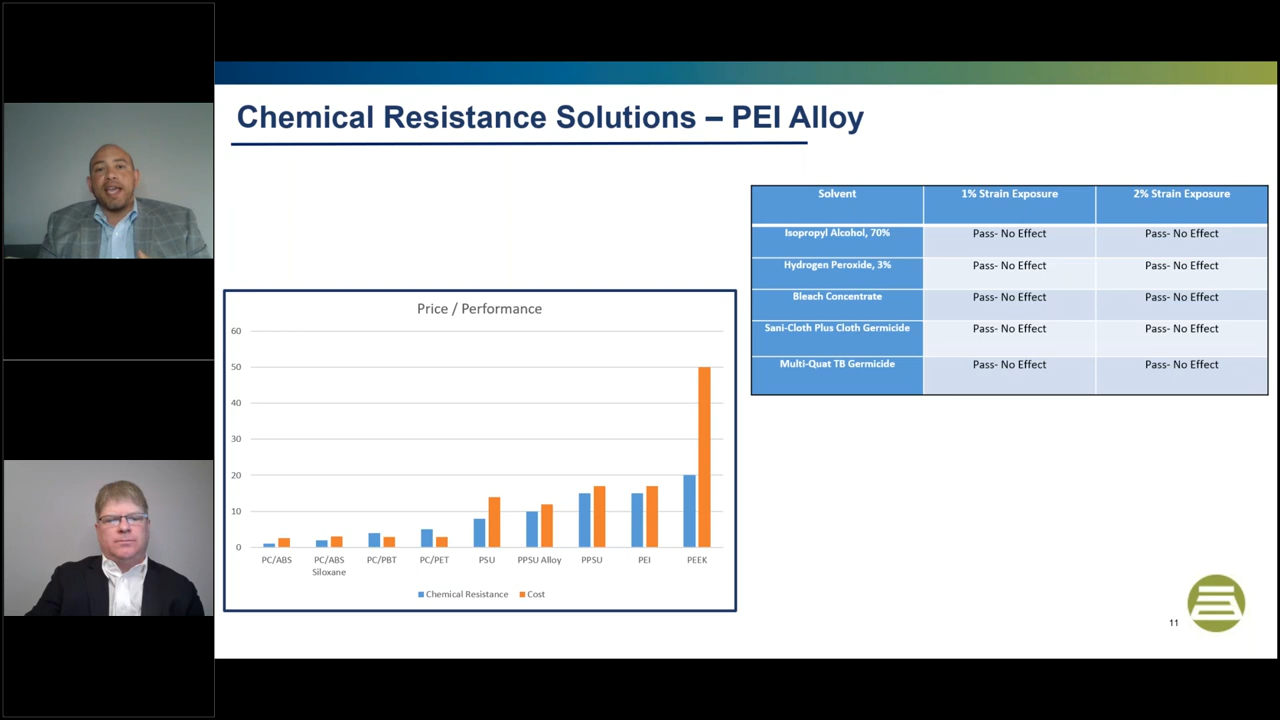 Chemical Resistance Solutions – PEI Alloy
Solvent 1% Strain Exposure 2% Strain Exposure
Isopropyl Alcohol, 70% Pass- No Effect Pass- No Effect
Hydrogen Peroxide, 3% Pass- No Effect Pass- No Effect
Bleach Concentrate Pass- No Effect Pass- No Effect
Sani-Cloth Plus Cloth Germicide Pass- No Effect Pass- No Effect
Multi-Quat TB Germicide Pass- No Effect Pass- No Effect
Price / Performance
60
50
40
30
20
10
0
PC/ABS PC/ABS PC/PBT PC/PET PSU PPSU Alloy PPSU PEI PEEK
Siloxane
Chemical Resistance Cost
11